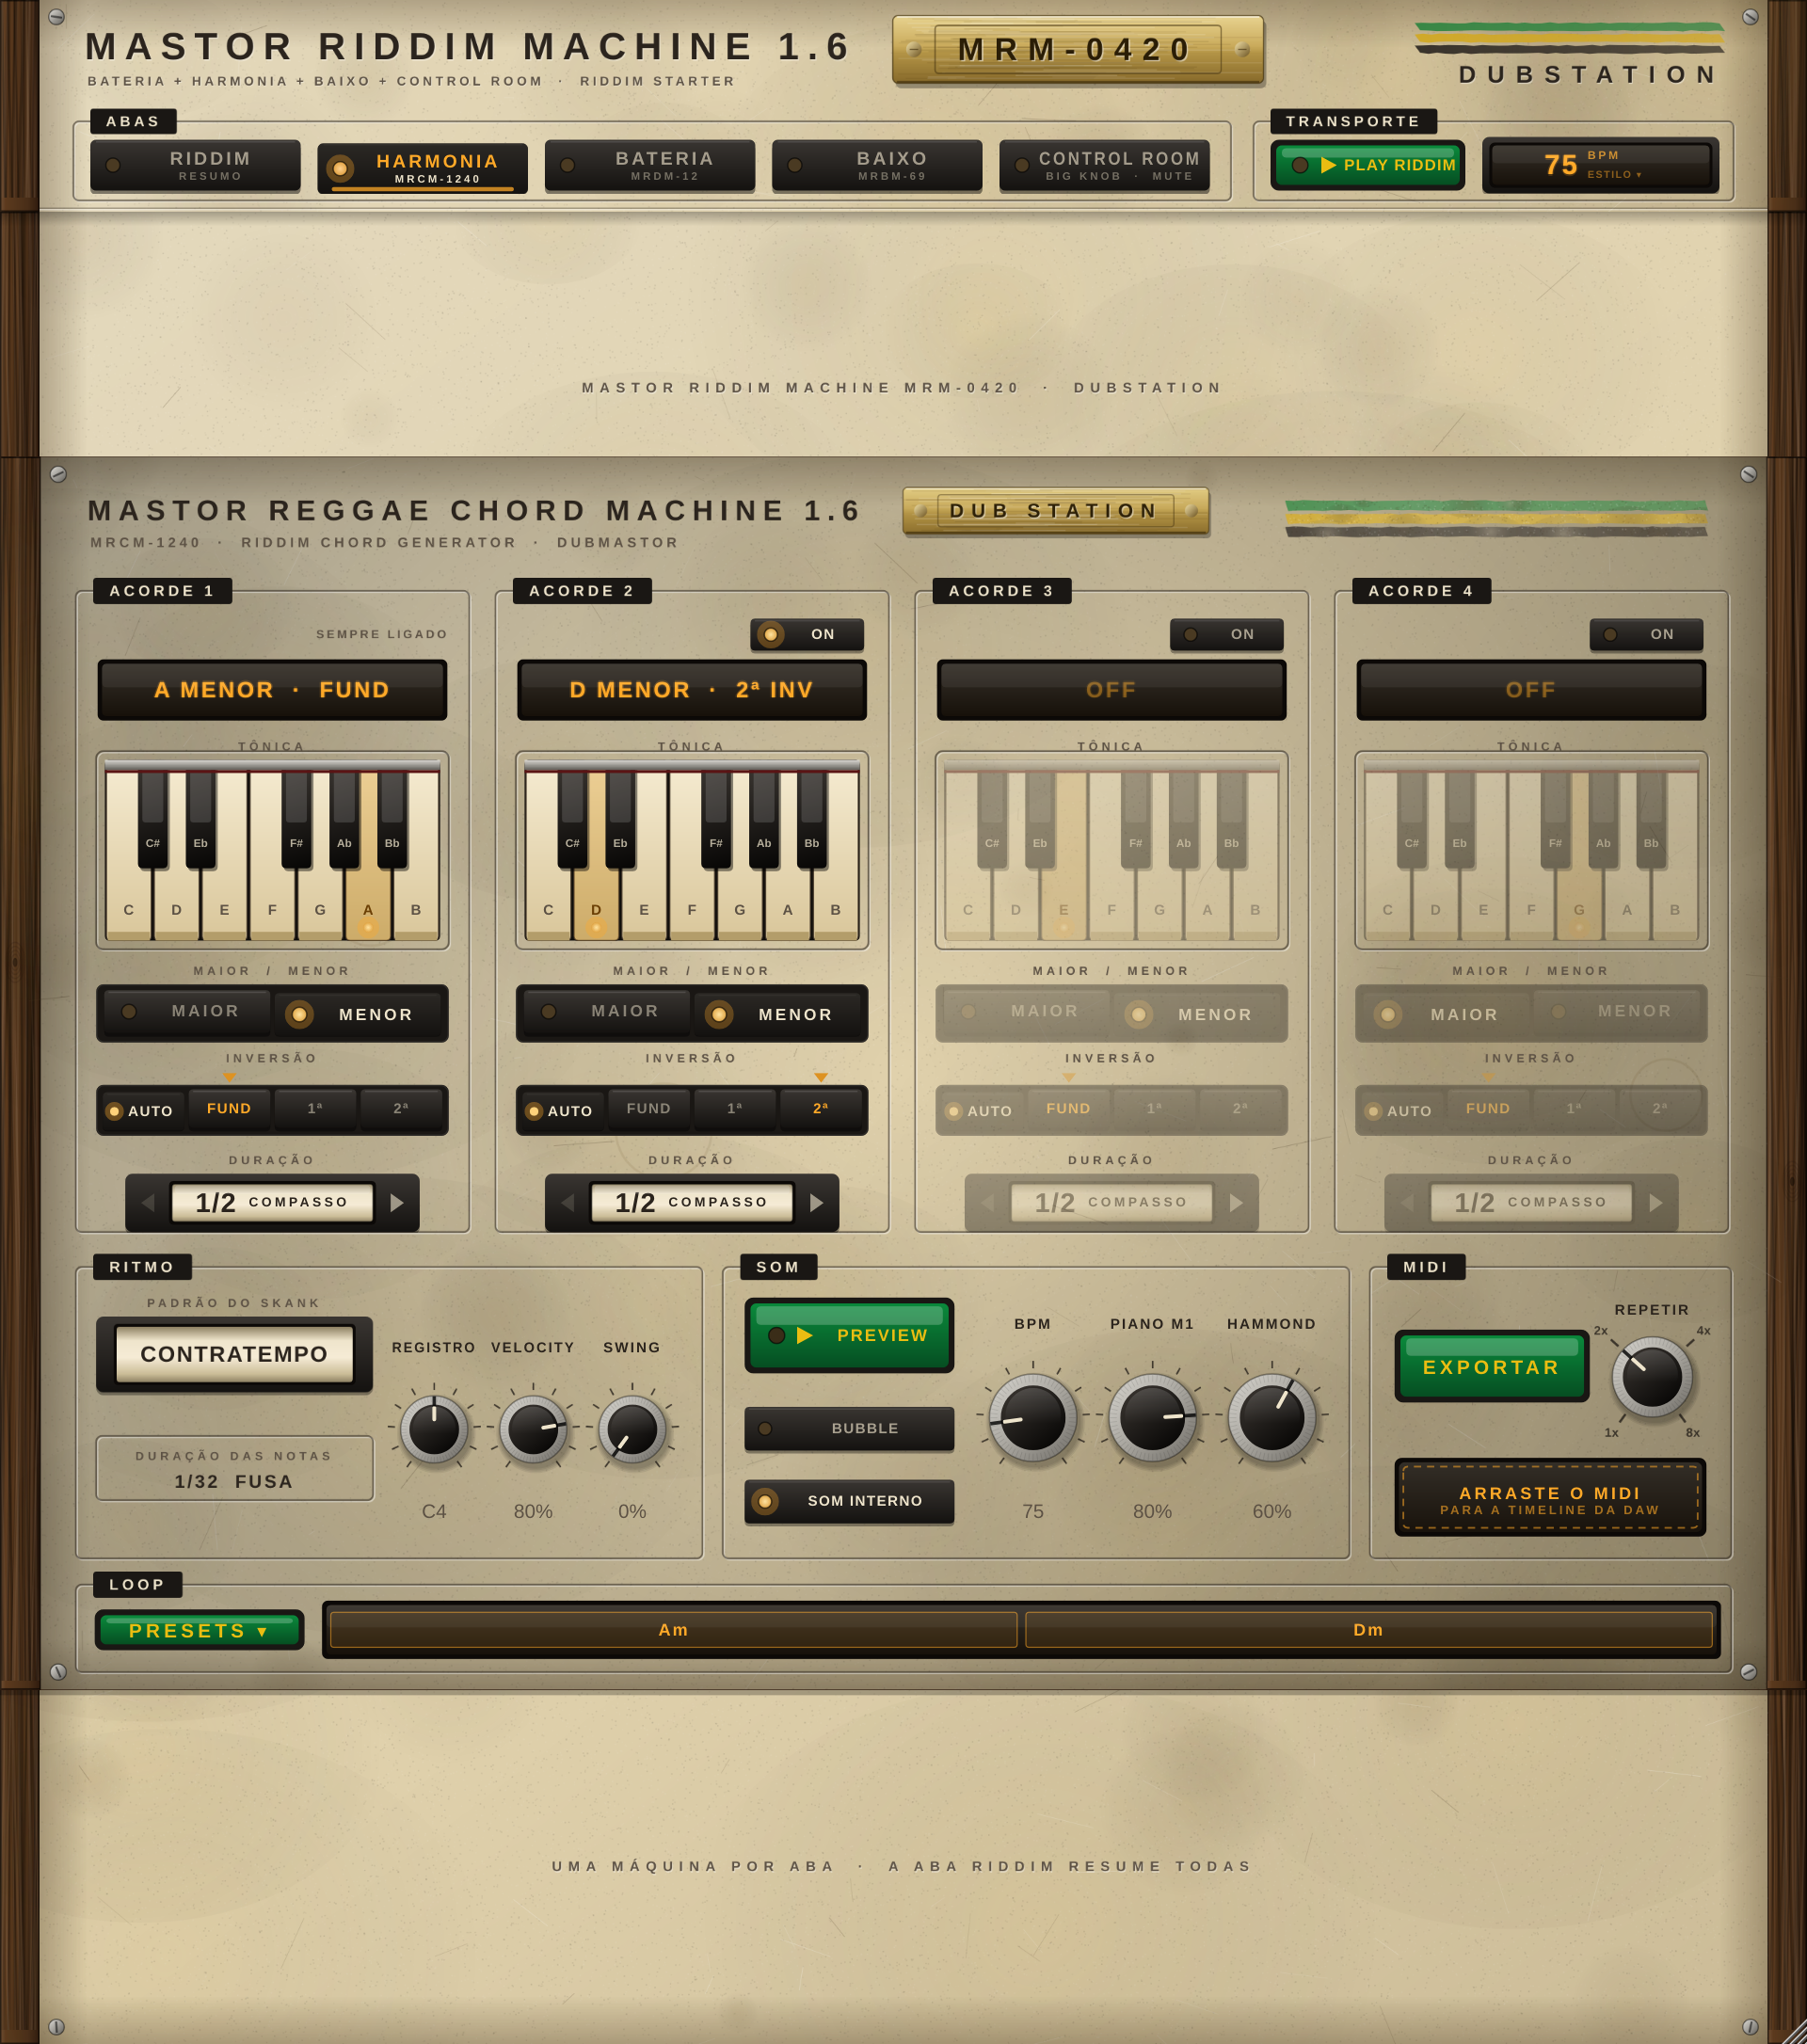 MASTOR RIDDIM MACHINE 1.6
MRM-0420
BATERIA + HARMONIA + BAIXO + CONTROL ROOM · RIDDIM STARTER
DUBSTATION
ABAS
TRANSPORTE
RIDDIM
RESUMO
HARMONIA
MRCM-1240
BATERIA
MRDM-12
BAIXO
MRBM-69
CONTROL ROOM
BIG KNOB · MUTE
PLAY RIDDIM
75 BPM
ESTILO ▾
MASTOR RIDDIM MACHINE MRM-0420 · DUBSTATION
MASTOR REGGAE CHORD MACHINE 1.6
DUB STATION
MRCM-1240 · RIDDIM CHORD GENERATOR · DUBMASTOR
ACORDE 1
SEMPRE LIGADO
A MENOR · FUND
TÔNICA
C# Eb F# Ab Bb
C D E F G A B
MAIOR / MENOR
MAIOR MENOR
INVERSÃO
AUTO FUND 1ª 2ª
DURAÇÃO
1/2 COMPASSO
ACORDE 2
ON
D MENOR · 2ª INV
TÔNICA
C# Eb F# Ab Bb
C D E F G A B
MAIOR / MENOR
MAIOR MENOR
INVERSÃO
AUTO FUND 1ª 2ª
DURAÇÃO
1/2 COMPASSO
ACORDE 3
ON
OFF
TÔNICA
C# Eb F# Ab Bb
C D E F G A B
MAIOR / MENOR
MAIOR MENOR
INVERSÃO
AUTO FUND 1ª 2ª
DURAÇÃO
1/2 COMPASSO
ACORDE 4
ON
OFF
TÔNICA
C# Eb F# Ab Bb
C D E F G A B
MAIOR / MENOR
MAIOR MENOR
INVERSÃO
AUTO FUND 1ª 2ª
DURAÇÃO
1/2 COMPASSO
RITMO
PADRÃO DO SKANK
CONTRATEMPO
DURAÇÃO DAS NOTAS
1/32 FUSA
REGISTRO VELOCITY SWING
C4 80% 0%
SOM
PREVIEW
BUBBLE
SOM INTERNO
BPM PIANO M1 HAMMOND
75 80% 60%
MIDI
EXPORTAR
REPETIR
2x 4x
1x 8x
ARRASTE O MIDI
PARA A TIMELINE DA DAW
LOOP
PRESETS ▾
Am Dm
UMA MÁQUINA POR ABA · A ABA RIDDIM RESUME TODAS